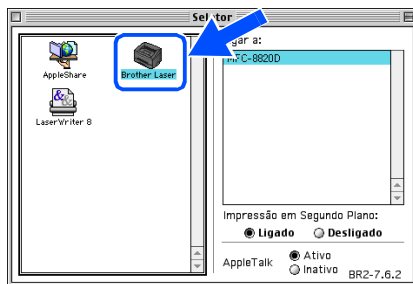 Seletor
Ligar a:
AppleShare
Brother Laser
MFC-8820D
LaserWriter 8
Impressão em Segundo Plano:
Ligado
Desligado
AppleTalk
Ativo
Inativo
BR2-7.6.2